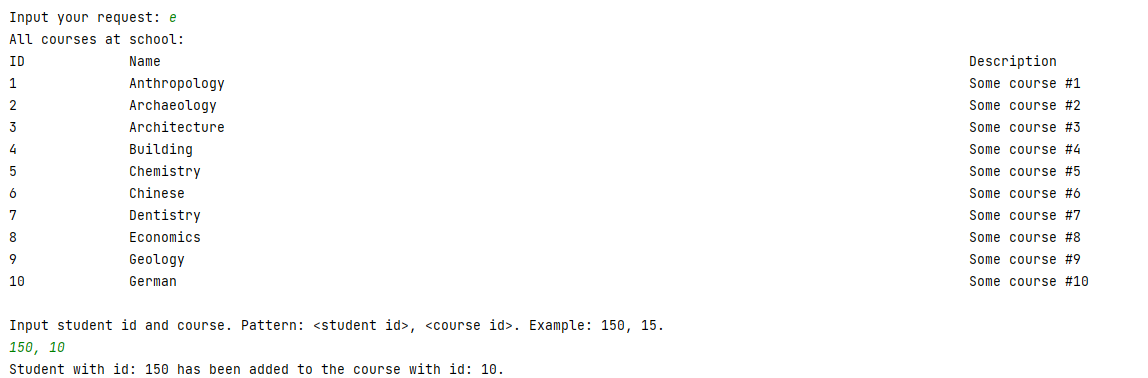 Input your request: e
All courses at school:
ID Name Description
1 Anthropology Some course #1
2 Archaeology Some course #2
3 Architecture Some course #3
4 Building Some course #4
5 Chemistry Some course #5
6 Chinese Some course #6
7 Dentistry Some course #7
8 Economics Some course #8
9 Geology Some course #9
10 German Some course #10
Input student id and course. Pattern: <student id>, <course id>. Example: 150, 15.
150, 10
Student with id: 150 has been added to the course with id: 10.